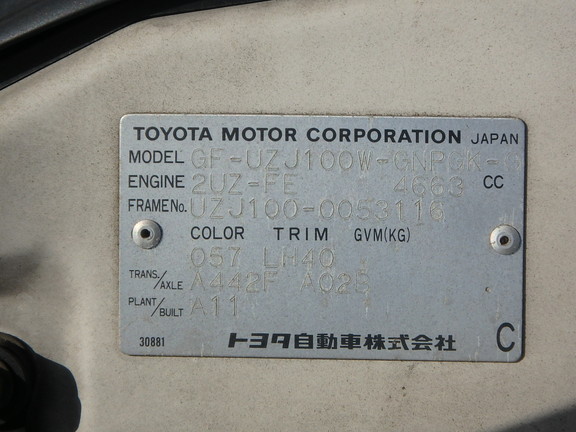 TOYOTA MOTOR CORPORATION JAPAN
MODEL GF-UZJ100W-GNPGK-
ENGINE 2UZ-FE 4663 CC
FRAME No. UZJ100-0053116
COLOR TRIM GVM(KG)
057 LH40
TRANS./AXLE A442F A02S
PLANT/BUILT A11
30881 トヨタ自動車株式会社 C